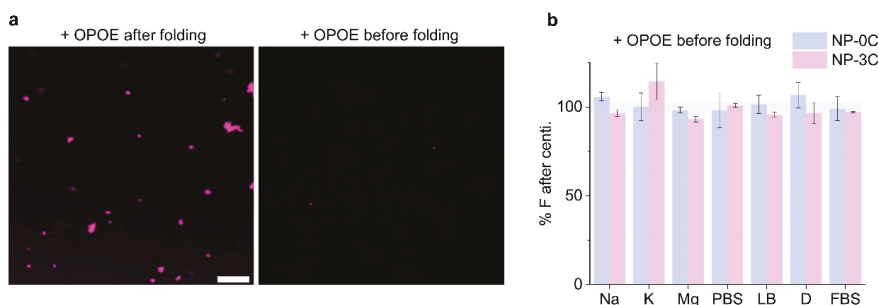 a
+ OPOE after folding
+ OPOE before folding
b
+ OPOE before folding
NP-0C
NP-3C
% F after centi.
100
50
0
Na K Mg PBS LB D FBS